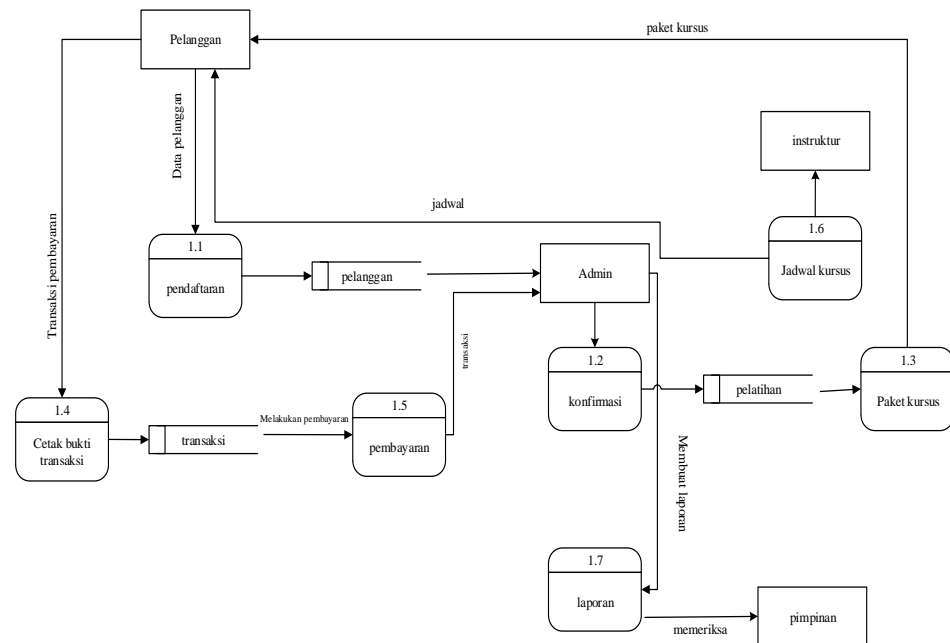 Pelanggan
paket kursus
Data pelanggan
instruktur
jadwal
1.6
Jadwal kursus
Transaksi pembayaran
1.1
pendaftaran
pelanggan
Admin
transaksi
1.2
konfirmasi
pelatihan
1.3
Paket kursus
1.4
Cetak bukti
transaksi
transaksi
Melakukan pembayaran
1.5
pembayaran
Membuat laporan
1.7
laporan
memeriksa
pimpinan